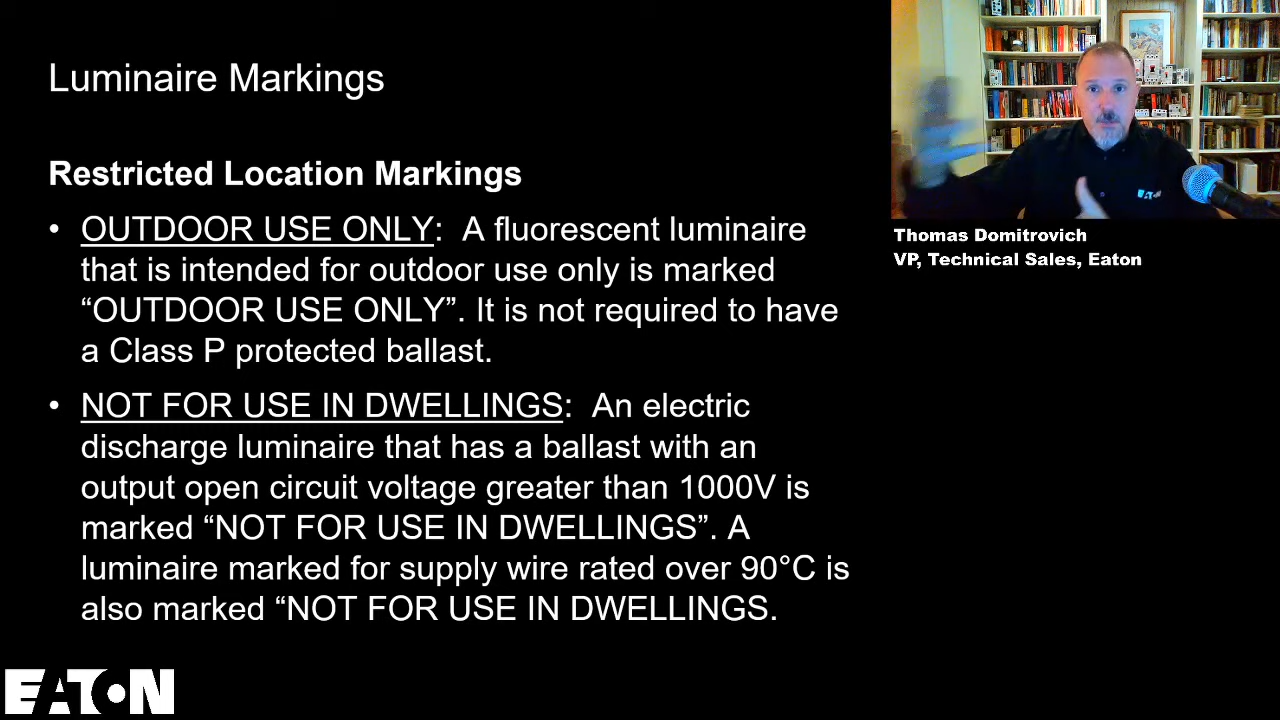 Luminaire Markings
Restricted Location Markings
• OUTDOOR USE ONLY: A fluorescent luminaire
that is intended for outdoor use only is marked
“OUTDOOR USE ONLY”. It is not required to have
a Class P protected ballast.
• NOT FOR USE IN DWELLINGS: An electric
discharge luminaire that has a ballast with an
output open circuit voltage greater than 1000V is
marked “NOT FOR USE IN DWELLINGS”. A
luminaire marked for supply wire rated over 90°C is
also marked “NOT FOR USE IN DWELLINGS.
EATON
Thomas Domitrovich
VP, Technical Sales, Eaton
EATON